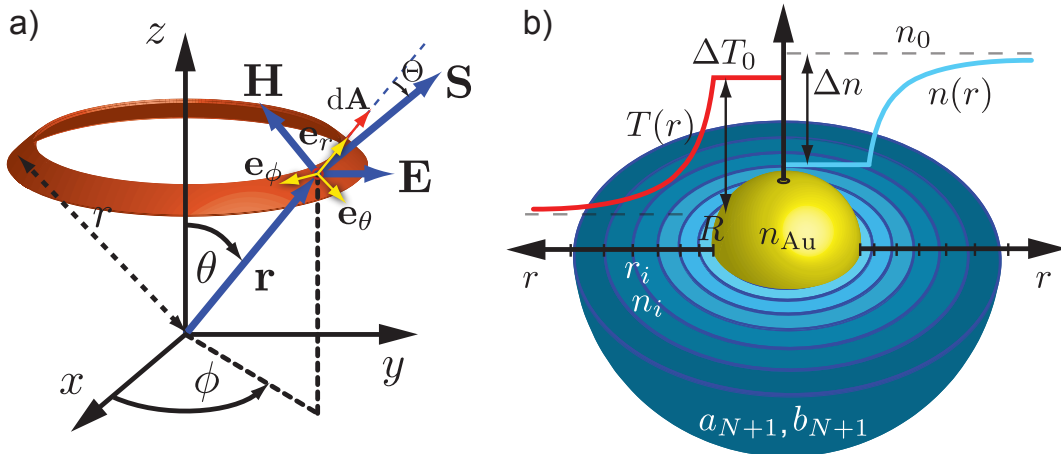 a)
z
H
Θ
S
dA
e_r
e_ϕ
E
e_θ
r
θ
r
x
ϕ
y
b)
n_0
ΔT_0
Δn
n(r)
T(r)
R
n_Au
r
r_i
r
n_i
a_{N+1}, b_{N+1}